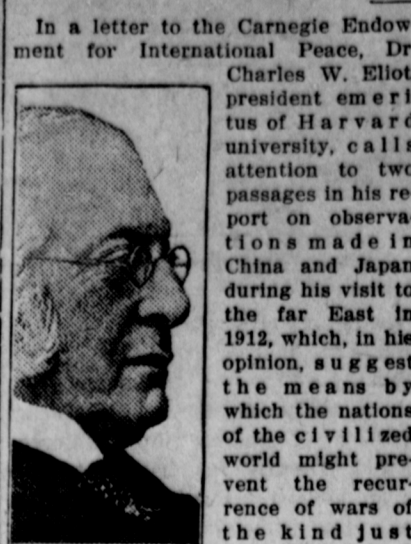 In a letter to the Carnegie Endow
ment for International Peace, Dr
Charles W. Eliot
president emeri
tus of Harvard
university, calls
attention to two
passages in his re
port on observa
tions made in
China and Japan
during his visit to
the far East in
1912, which, in his
opinion, suggest
the means by
which the nations
of the civilized
world might pre-
vent the recur-
rence of wars of
the kind just